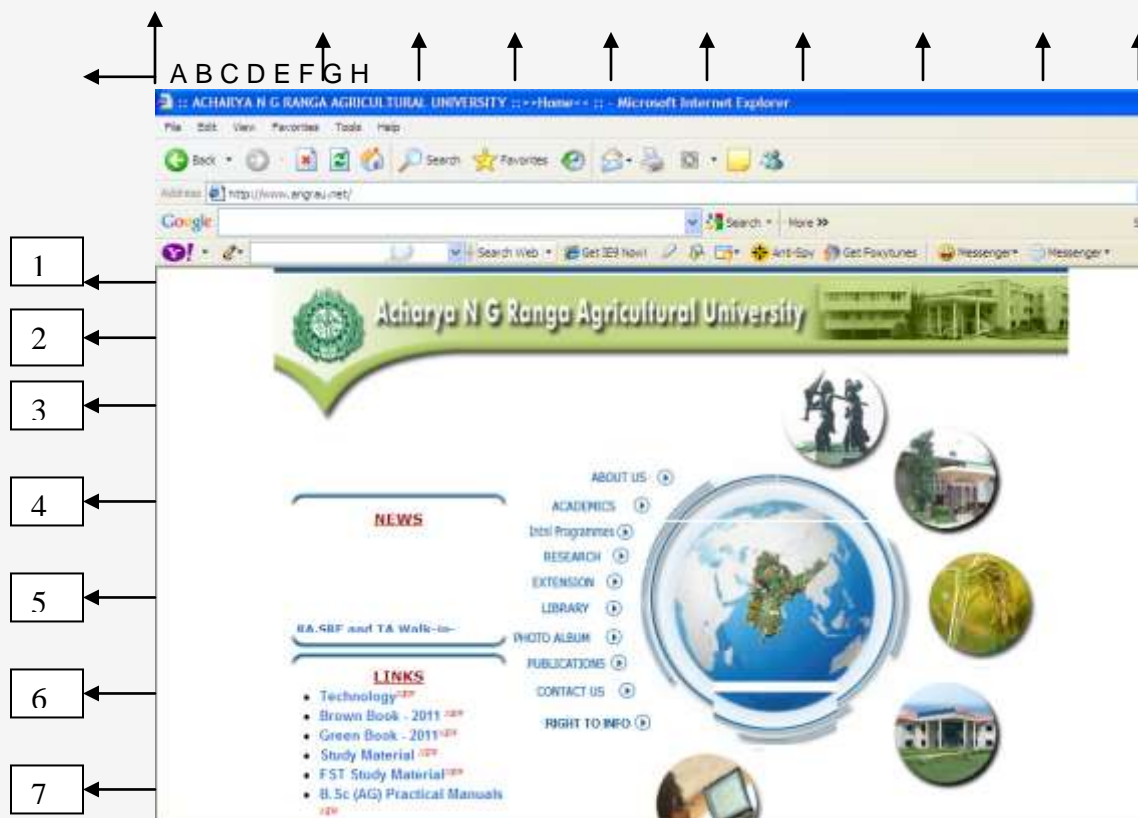 A B C D E F G H
:: ACHARYA N G RANGA AGRICULTURAL UNIVERSITY :: >>Home<< :: - Microsoft Internet Explorer
File Edit View Favorites Tools Help
Back Search Favorites
Address http://www.angrau.net/
Google Search More »
Y! Search Web Get IE9 Now! Anti-Spy Get Foxytunes Messenger Messenger
1
Acharya N G Ranga Agricultural University
2
3
ABOUT US
4
ACADEMICS
NEWS
Intnl Programmes
RESEARCH
EXTENSION
5
LIBRARY
RA,SRF and TA Walk-in-
PHOTO ALBUM
PUBLICATIONS
LINKS
6
CONTACT US
Technology
Brown Book - 2011
RIGHT TO INFO
Green Book - 2011
Study Material
FST Study Material
7
B.Sc (AG) Practical Manuals